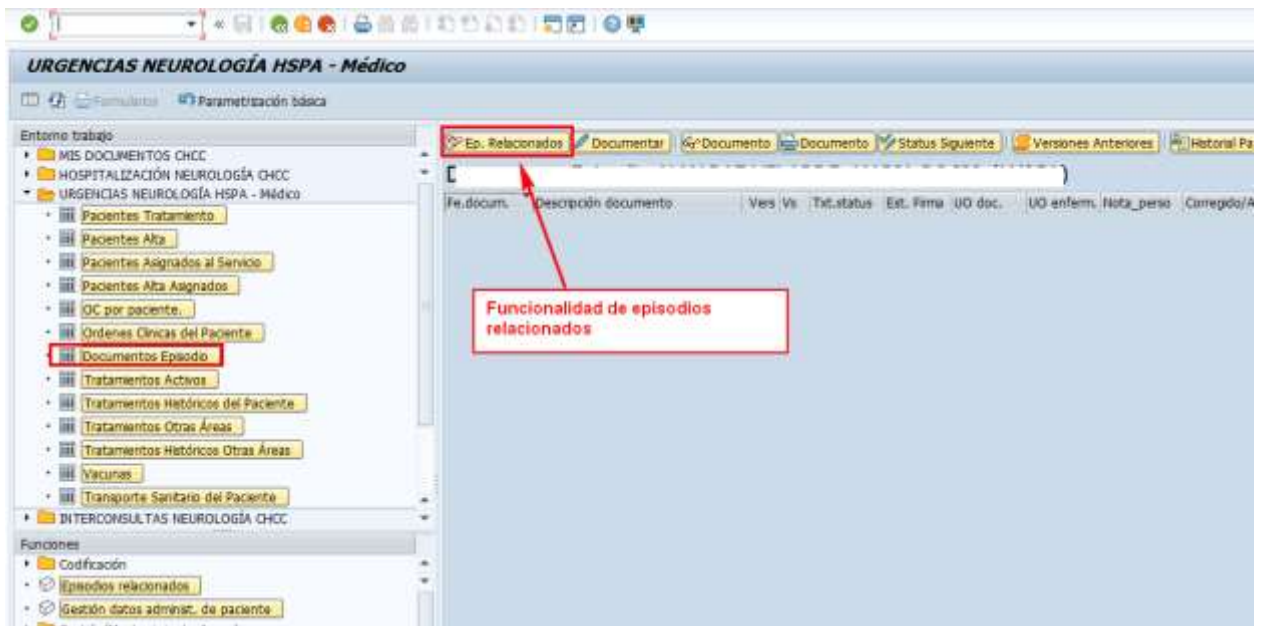 URGENCIAS NEUROLOGÍA HSPA - Médico
Formularios Parametrización básica
Entorno trabajo
MIS DOCUMENTOS CHCC
HOSPITALIZACIÓN NEUROLOGÍA CHCC
URGENCIAS NEUROLOGÍA HSPA - Médico
Pacientes Tratamiento
Pacientes Alta
Pacientes Asignados al Servicio
Pacientes Alta Asignados
OC por paciente.
Ordenes Clínicas del Paciente
Documentos Episodio
Tratamientos Activos
Tratamientos Históricos del Paciente
Tratamientos Otras Áreas
Tratamientos Históricos Otras Áreas
Vacunas
Transporte Sanitario del Paciente
INTERCONSULTAS NEUROLOGÍA CHCC
Funciones
Codificación
Episodios relacionados
Gestión datos administ. de paciente
Ep. Relacionados Documentar Documento Documento Status Siguiente Versiones Anteriores Historial Pa
Fe.docum. Descripción documento Vers Vs Txt.status Est. Firma UO doc. UO enferm. Nota_perso Corregido/A
Funcionalidad de episodios
relacionados